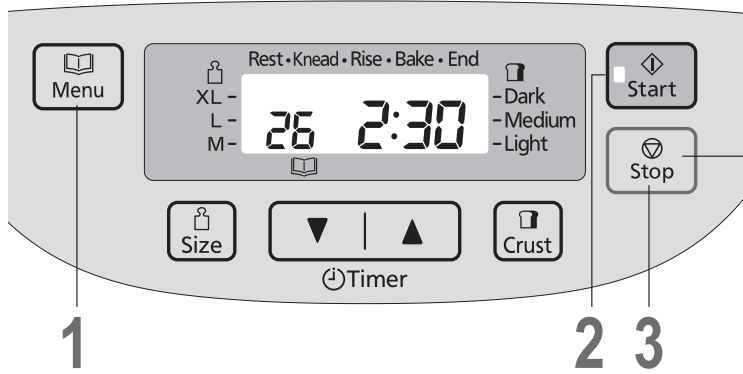 Menu
Rest • Knead • Rise • Bake • End
XL –
L –
M –
26 2:30
– Dark
– Medium
– Light
Start
Stop
Size
▼ | ▲
Timer
Crust
1
2
3